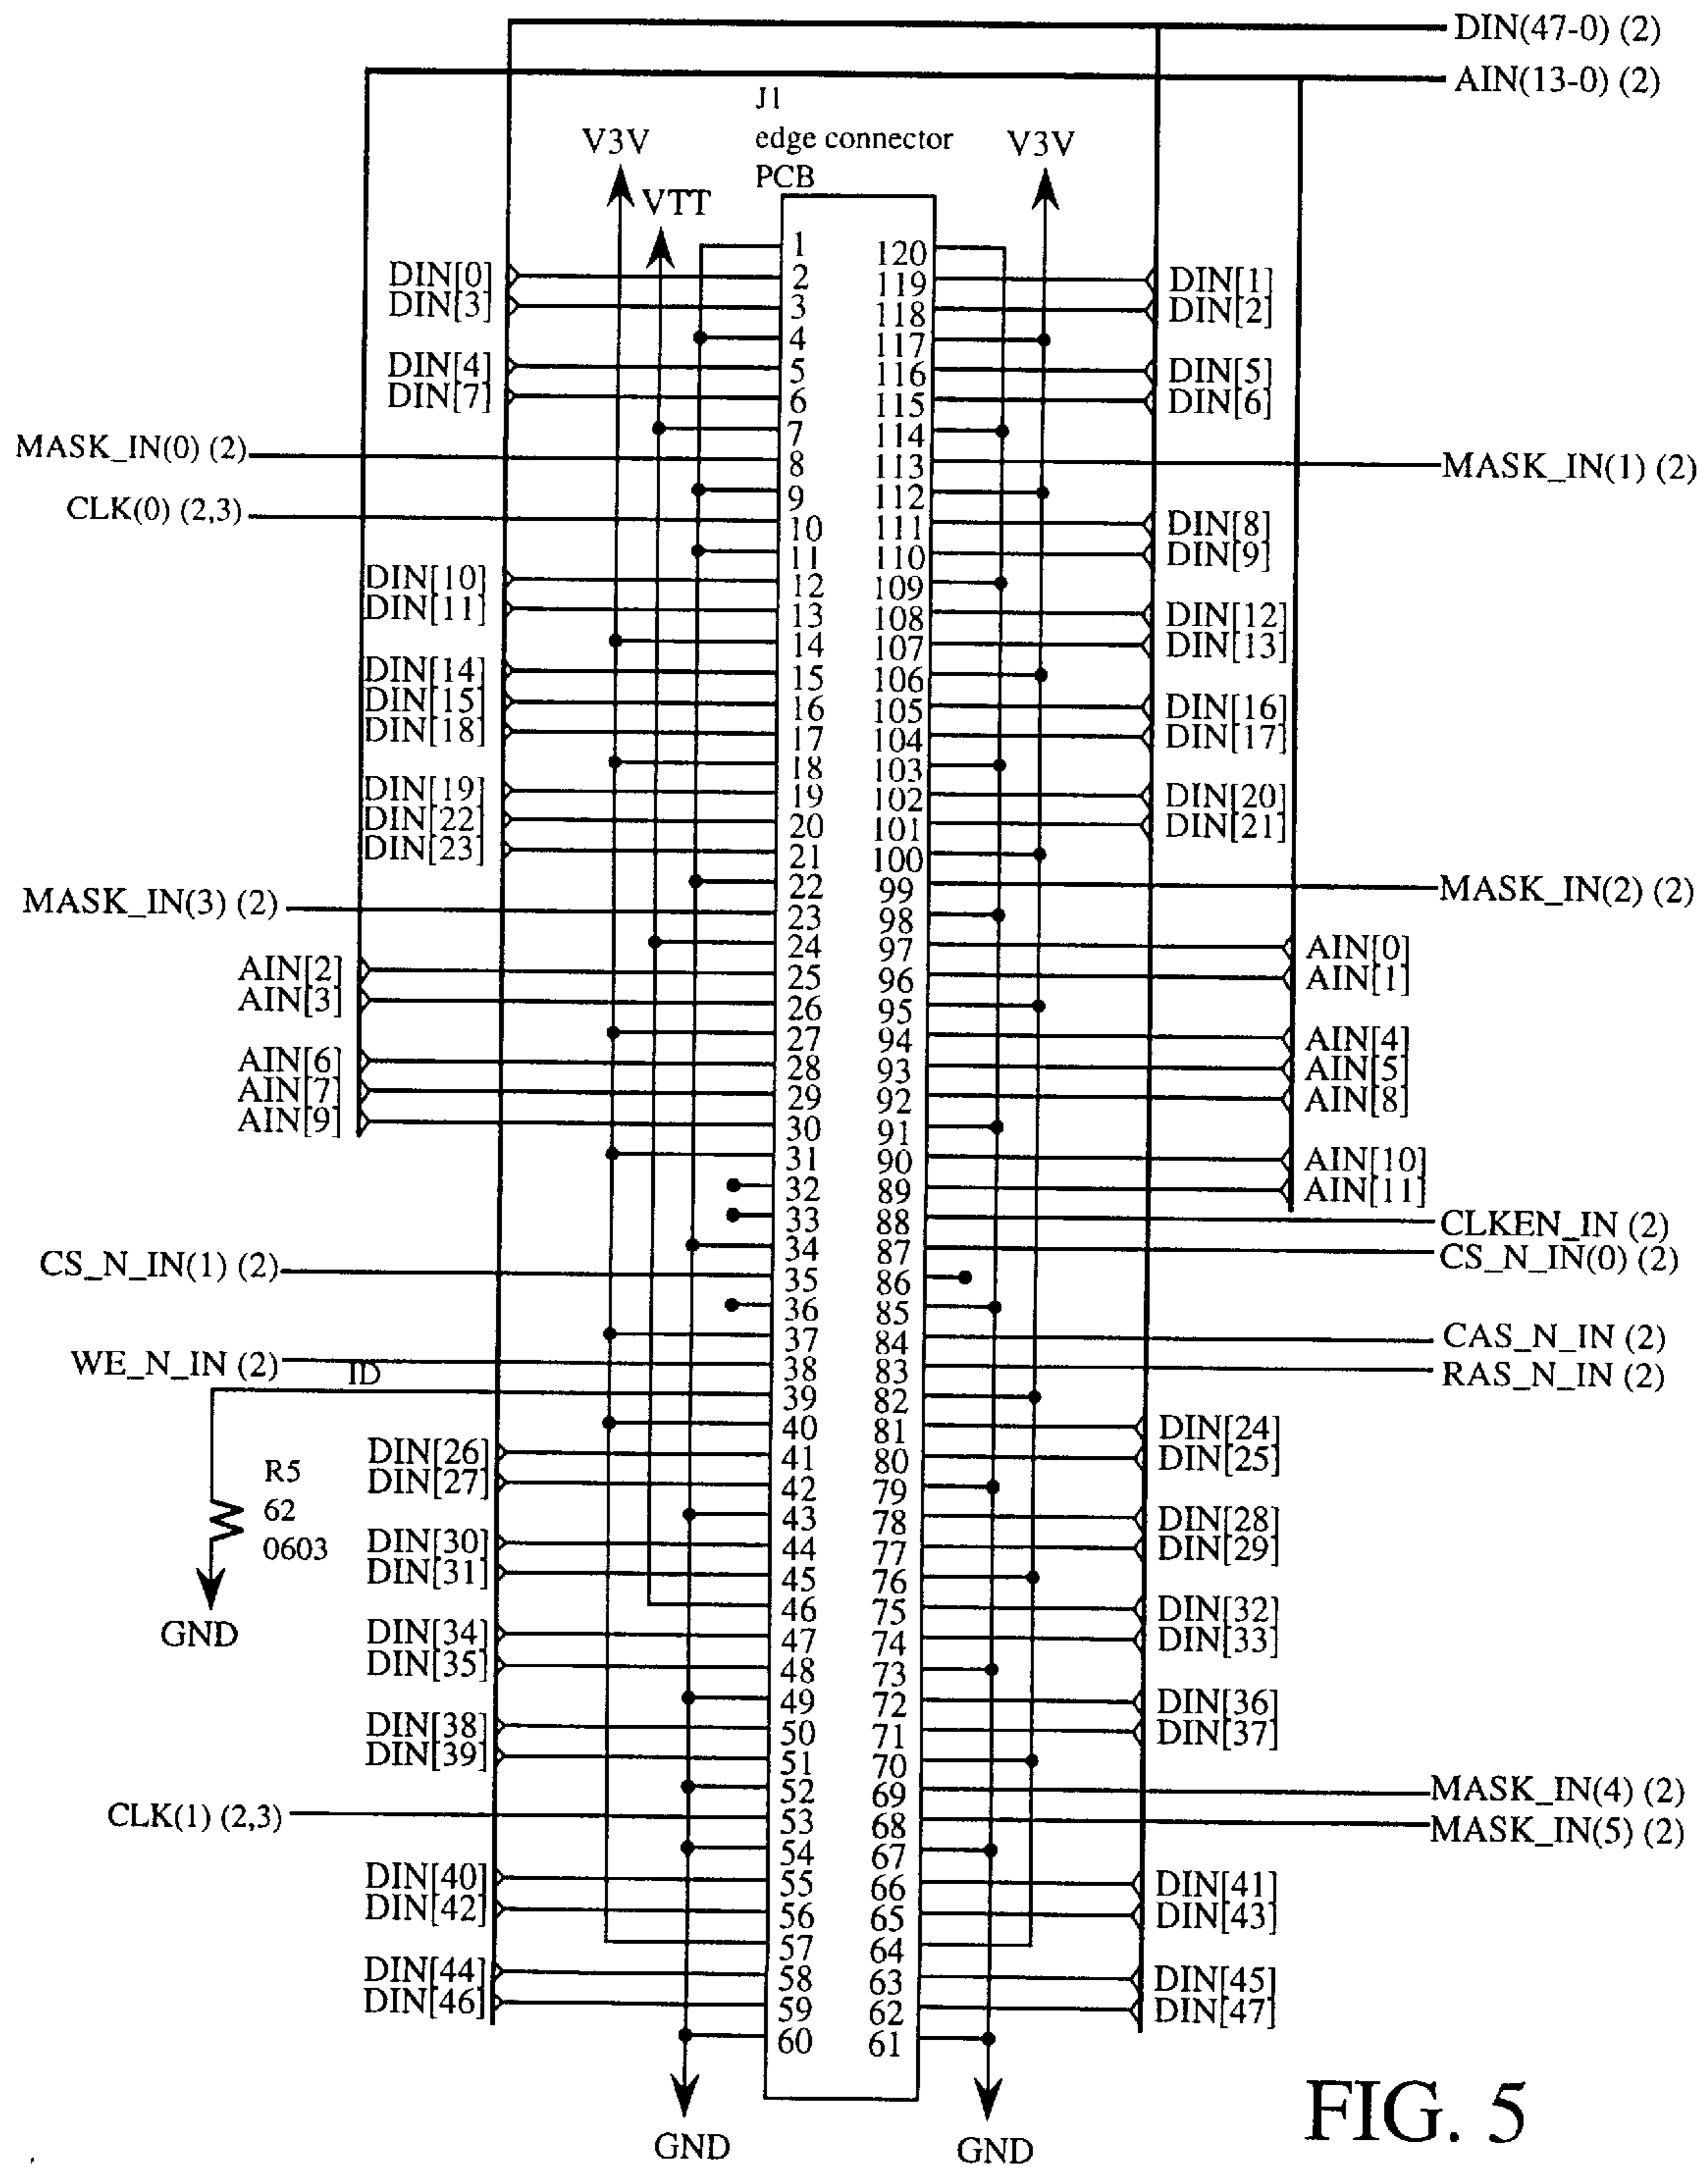 DIN(47-0) (2)
AIN(13-0) (2)
J1
edge connector
PCB
V3V
VTT
V3V
1 120
DIN[0] 2 119 DIN[1]
DIN[3] 3 118 DIN[2]
4 117
DIN[4] 5 116 DIN[5]
DIN[7] 6 115 DIN[6]
7 114
MASK_IN(0) (2) 8 113 MASK_IN(1) (2)
9 112
CLK(0) (2,3) 10 111 DIN[8]
11 110 DIN[9]
DIN[10] 12 109
DIN[11] 13 108 DIN[12]
14 107 DIN[13]
DIN[14] 15 106
DIN[15] 16 105 DIN[16]
DIN[18] 17 104 DIN[17]
18 103
DIN[19] 19 102 DIN[20]
DIN[22] 20 101 DIN[21]
DIN[23] 21 100
22 99 MASK_IN(2) (2)
MASK_IN(3) (2) 23 98
24 97 AIN[0]
AIN[2] 25 96 AIN[1]
AIN[3] 26 95
27 94 AIN[4]
AIN[6] 28 93 AIN[5]
AIN[7] 29 92 AIN[8]
AIN[9] 30 91
31 90 AIN[10]
32 89 AIN[11]
33 88 CLKEN_IN (2)
34 87 CS_N_IN(0) (2)
CS_N_IN(1) (2) 35 86
36 85
37 84 CAS_N_IN (2)
WE_N_IN (2) 38 83 RAS_N_IN (2)
ID 39 82
40 81 DIN[24]
DIN[26] 41 80 DIN[25]
DIN[27] 42 79
43 78 DIN[28]
DIN[30] 44 77 DIN[29]
DIN[31] 45 76
46 75 DIN[32]
DIN[34] 47 74 DIN[33]
DIN[35] 48 73
49 72 DIN[36]
DIN[38] 50 71 DIN[37]
DIN[39] 51 70
52 69 MASK_IN(4) (2)
CLK(1) (2,3) 53 68 MASK_IN(5) (2)
54 67
DIN[40] 55 66 DIN[41]
DIN[42] 56 65 DIN[43]
57 64
DIN[44] 58 63 DIN[45]
DIN[46] 59 62 DIN[47]
60 61
R5
62
0603
GND
GND
GND
FIG. 5